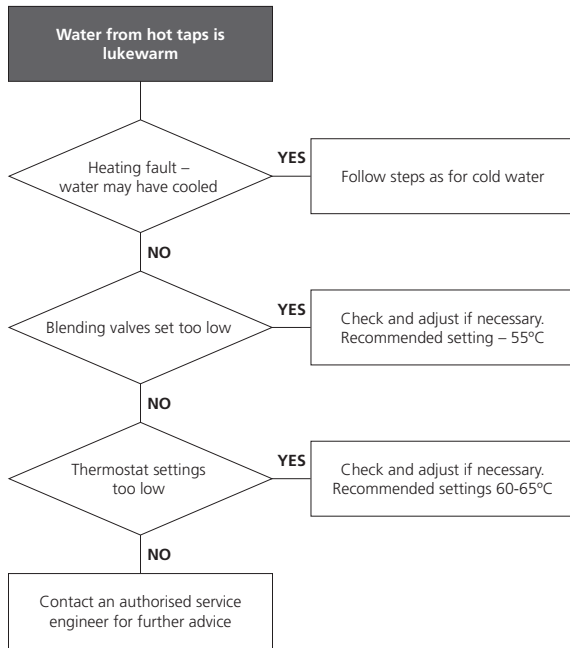 Water from hot taps is
lukewarm
Heating fault –
water may have cooled
YES
Follow steps as for cold water
NO
Blending valves set too low
YES
Check and adjust if necessary.
Recommended setting – 55ºC
NO
Thermostat settings
too low
YES
Check and adjust if necessary.
Recommended settings 60-65ºC
NO
Contact an authorised service
engineer for further advice